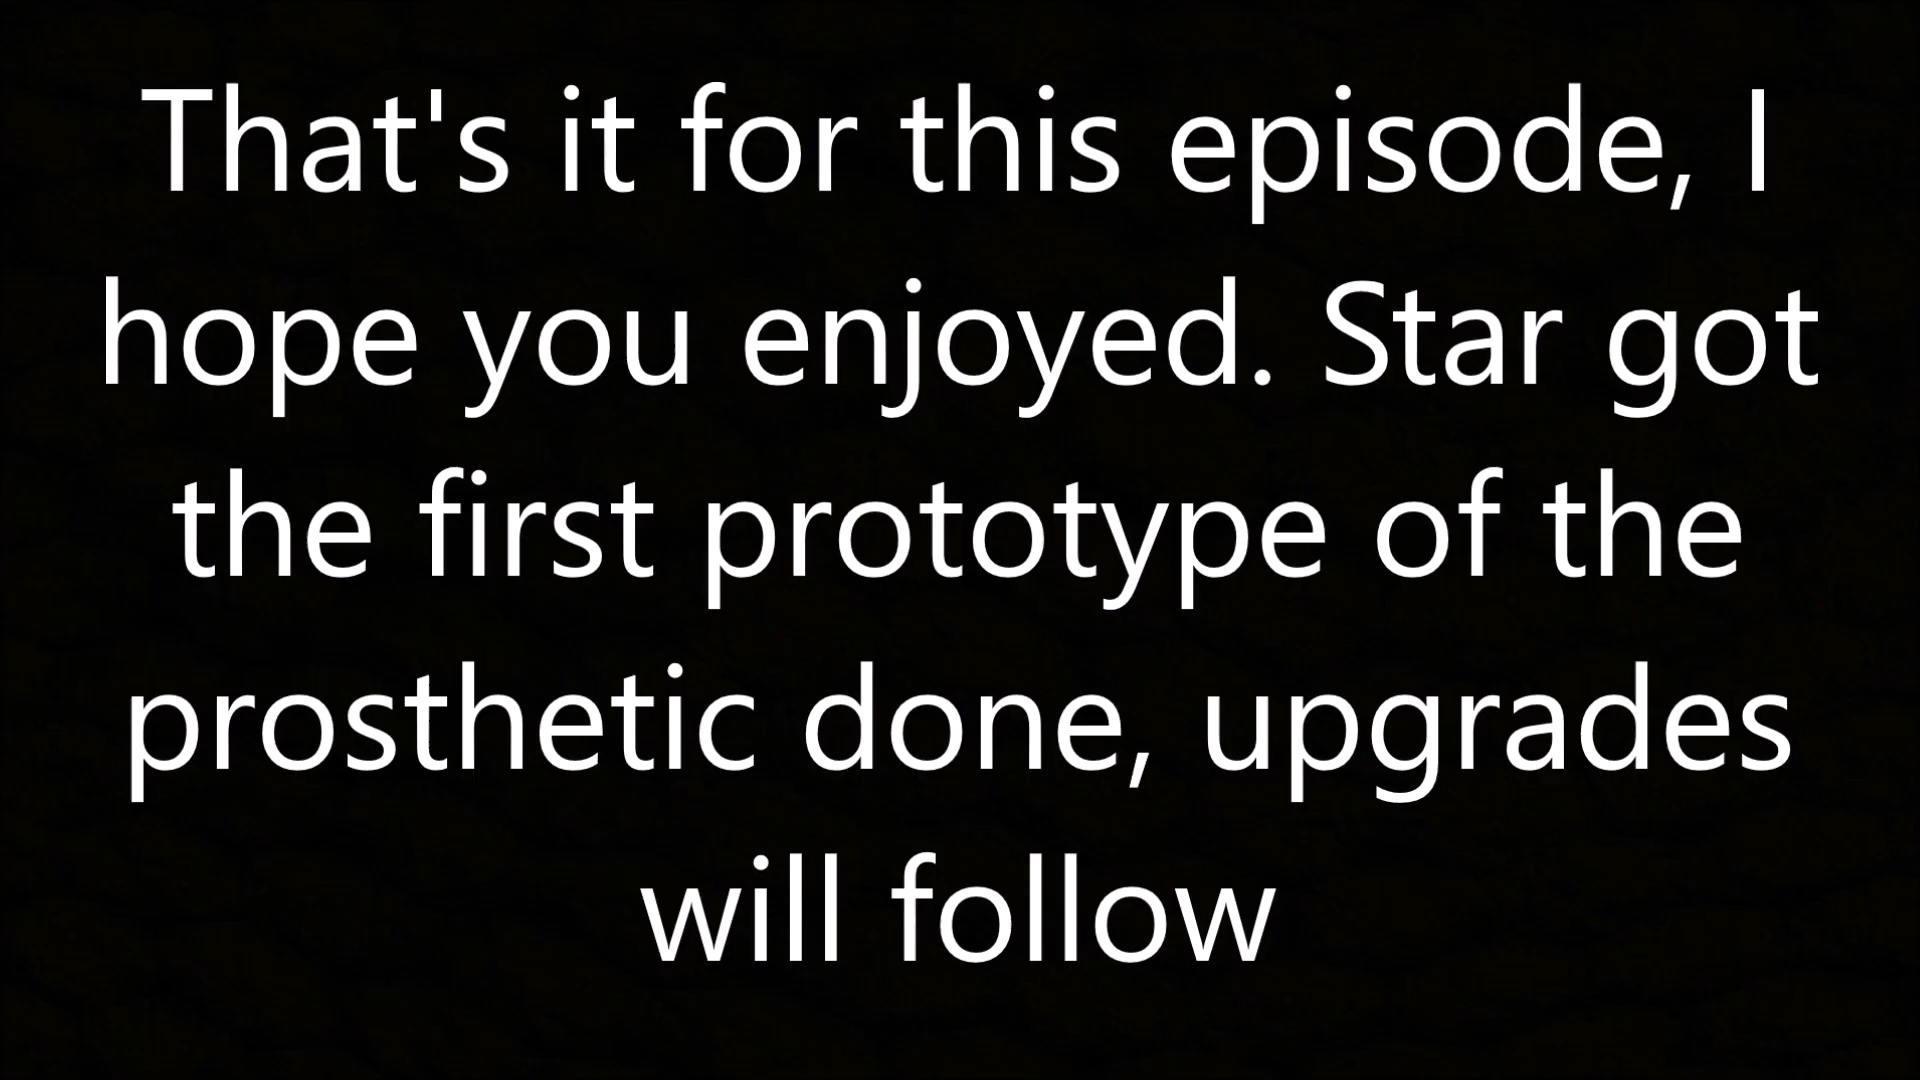 That's it for this episode, I
hope you enjoyed. Star got
the first prototype of the
prosthetic done, upgrades
will follow